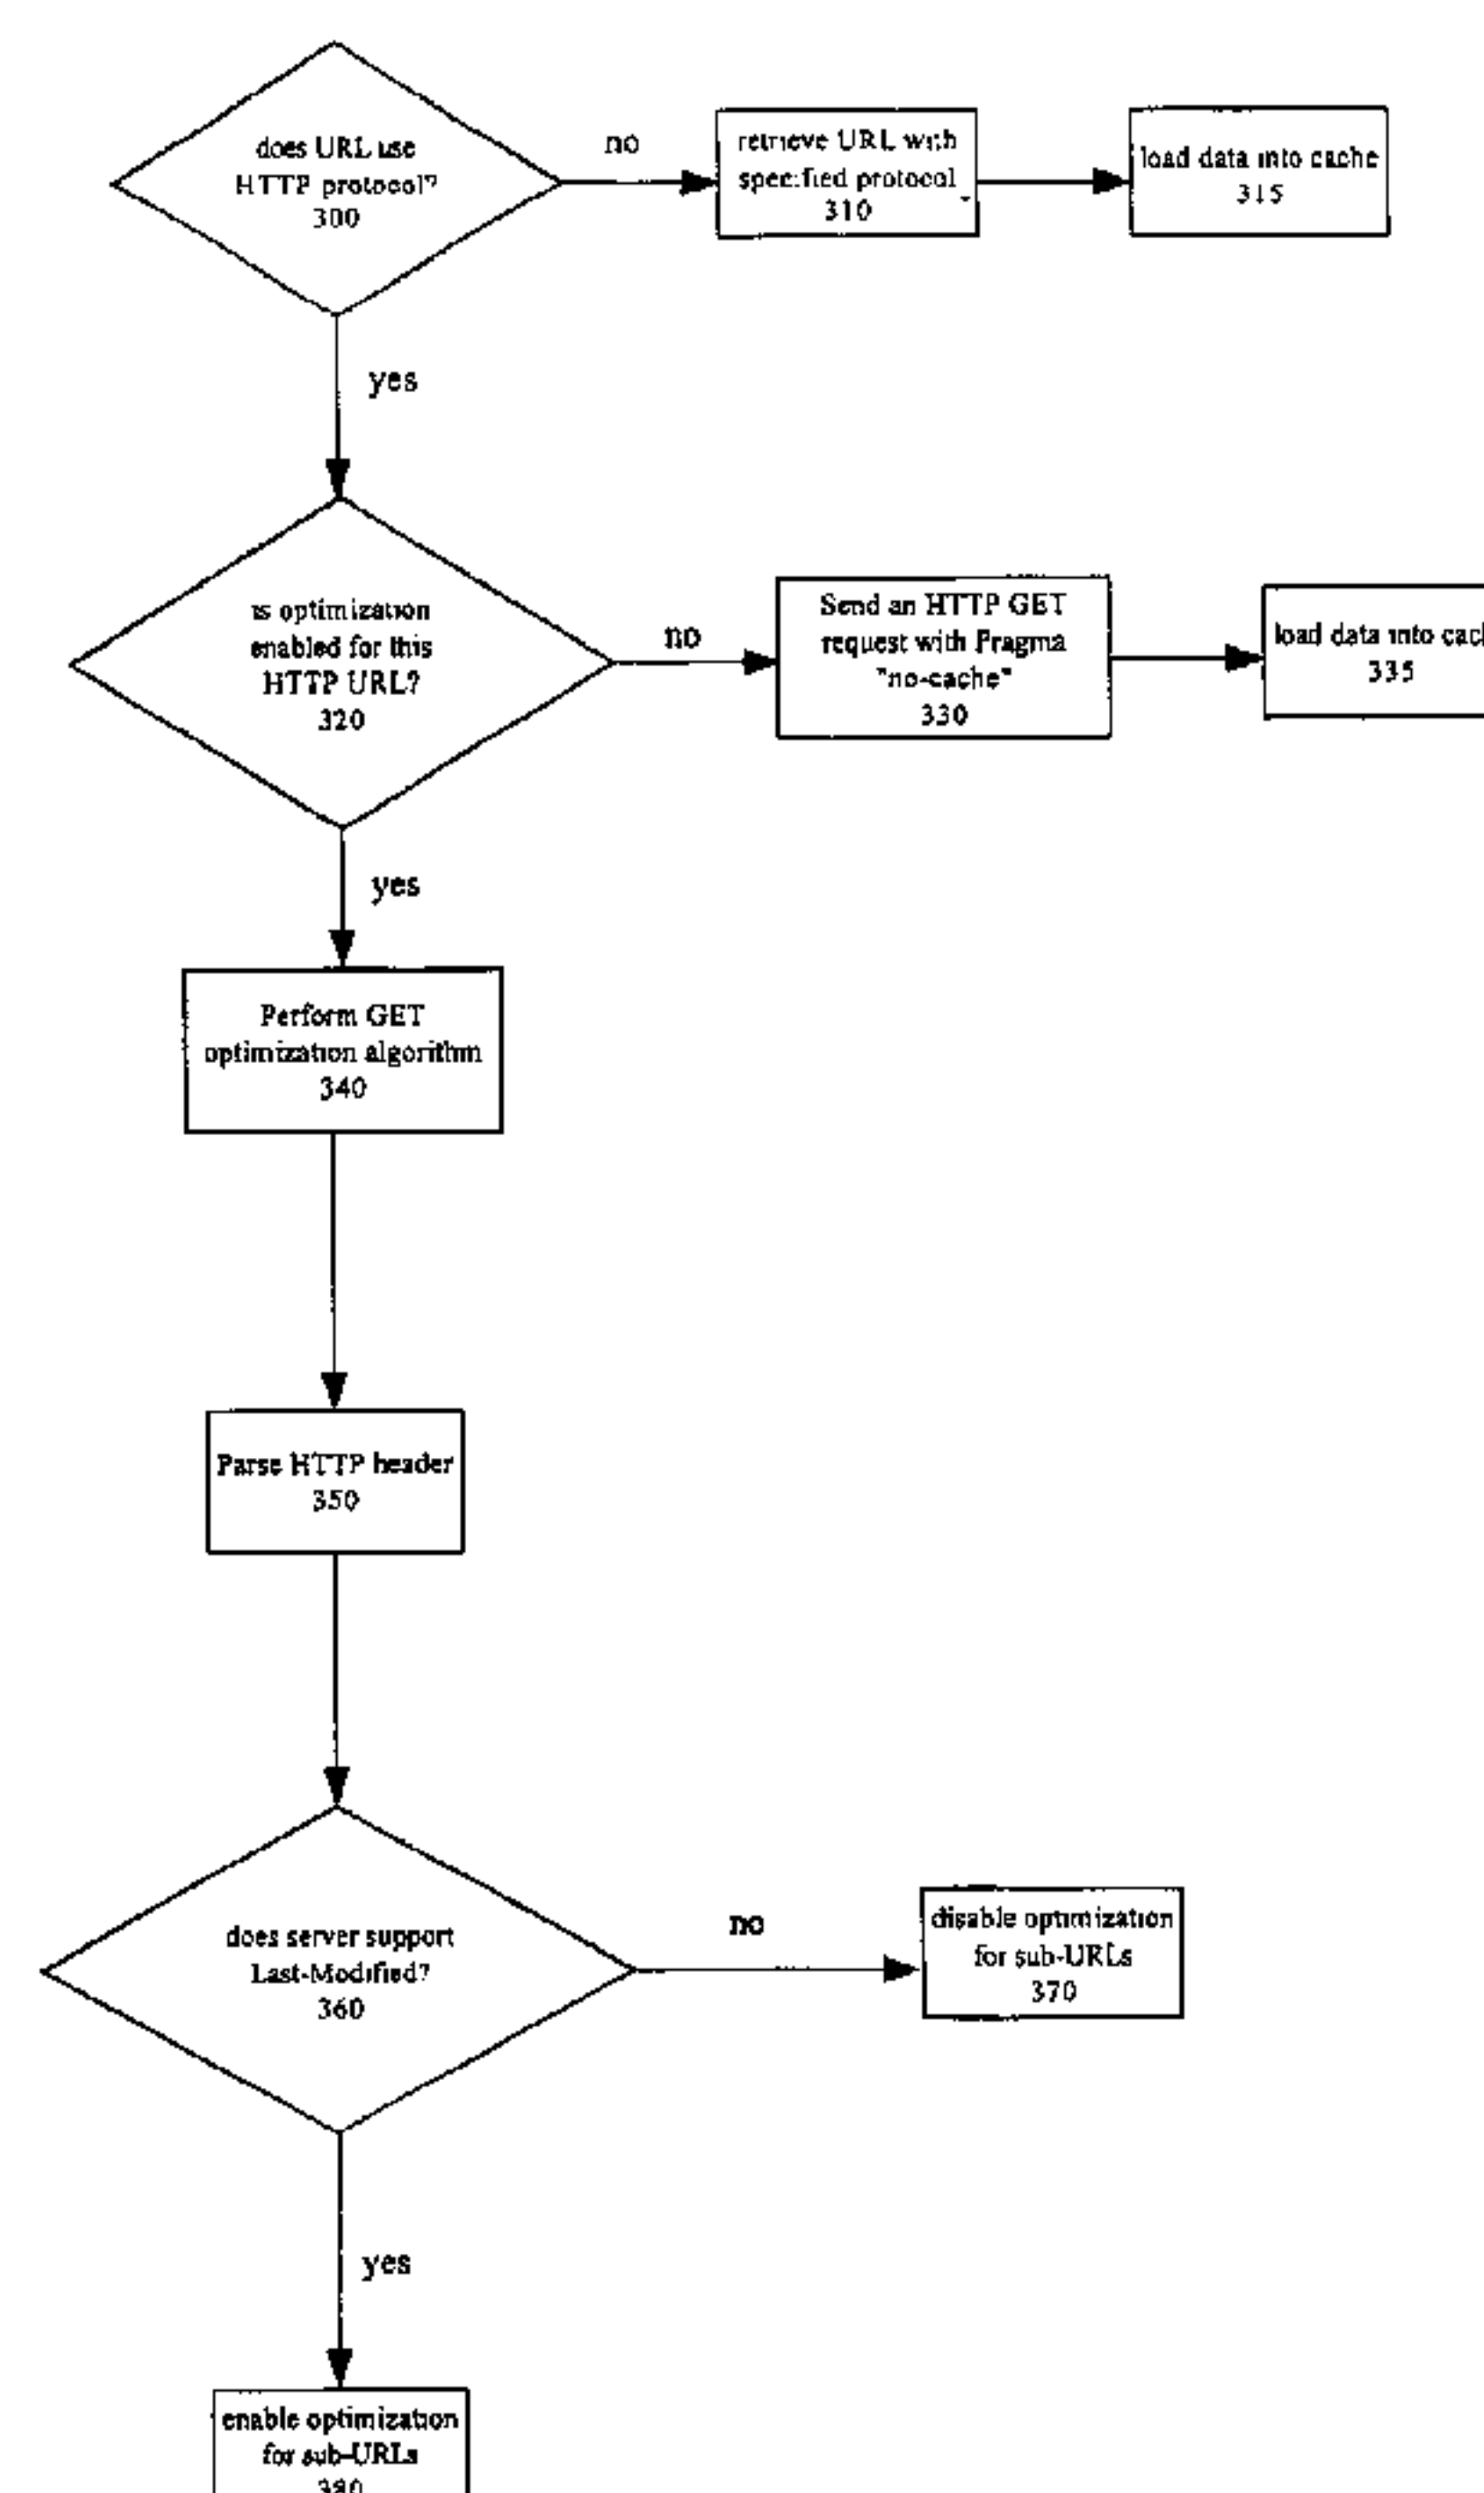 does URL use
HTTP protocol?
300
no
retrieve URL with
specified protocol
310
load data into cache
315
yes
is optimization
enabled for this
HTTP URL?
320
no
Send an HTTP GET
request with Pragma
"no-cache"
330
load data into cach
335
yes
Perform GET
optimization algorithm
340
Parse HTTP header
350
does server support
Last-Modified?
360
no
disable optimization
for sub-URLs
370
yes
enable optimization
for sub-URLs
380